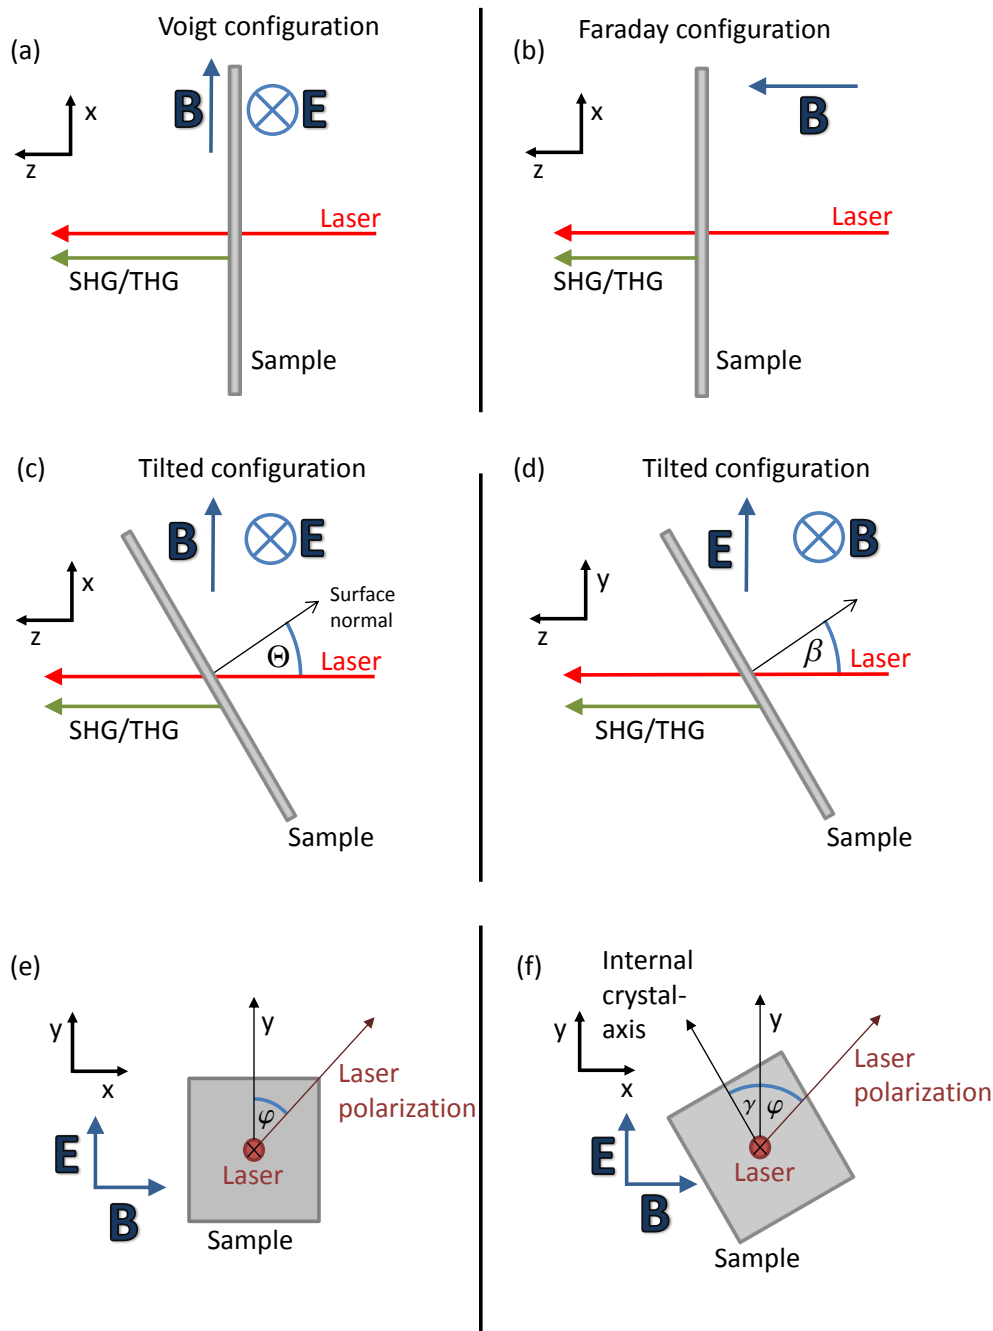 (a)
Voigt configuration
B
E
x
z
Laser
SHG/THG
Sample
(b)
Faraday configuration
B
x
z
Laser
SHG/THG
Sample
(c)
Tilted configuration
B
E
x
z
Surface
normal
Θ
Laser
SHG/THG
Sample
(d)
Tilted configuration
E
B
y
z
β
Laser
SHG/THG
Sample
(e)
y
x
y
Laser
polarization
φ
E
B
Laser
Sample
(f)
Internal
crystal-
axis
y
x
y
Laser
polarization
γ
φ
E
B
Laser
Sample